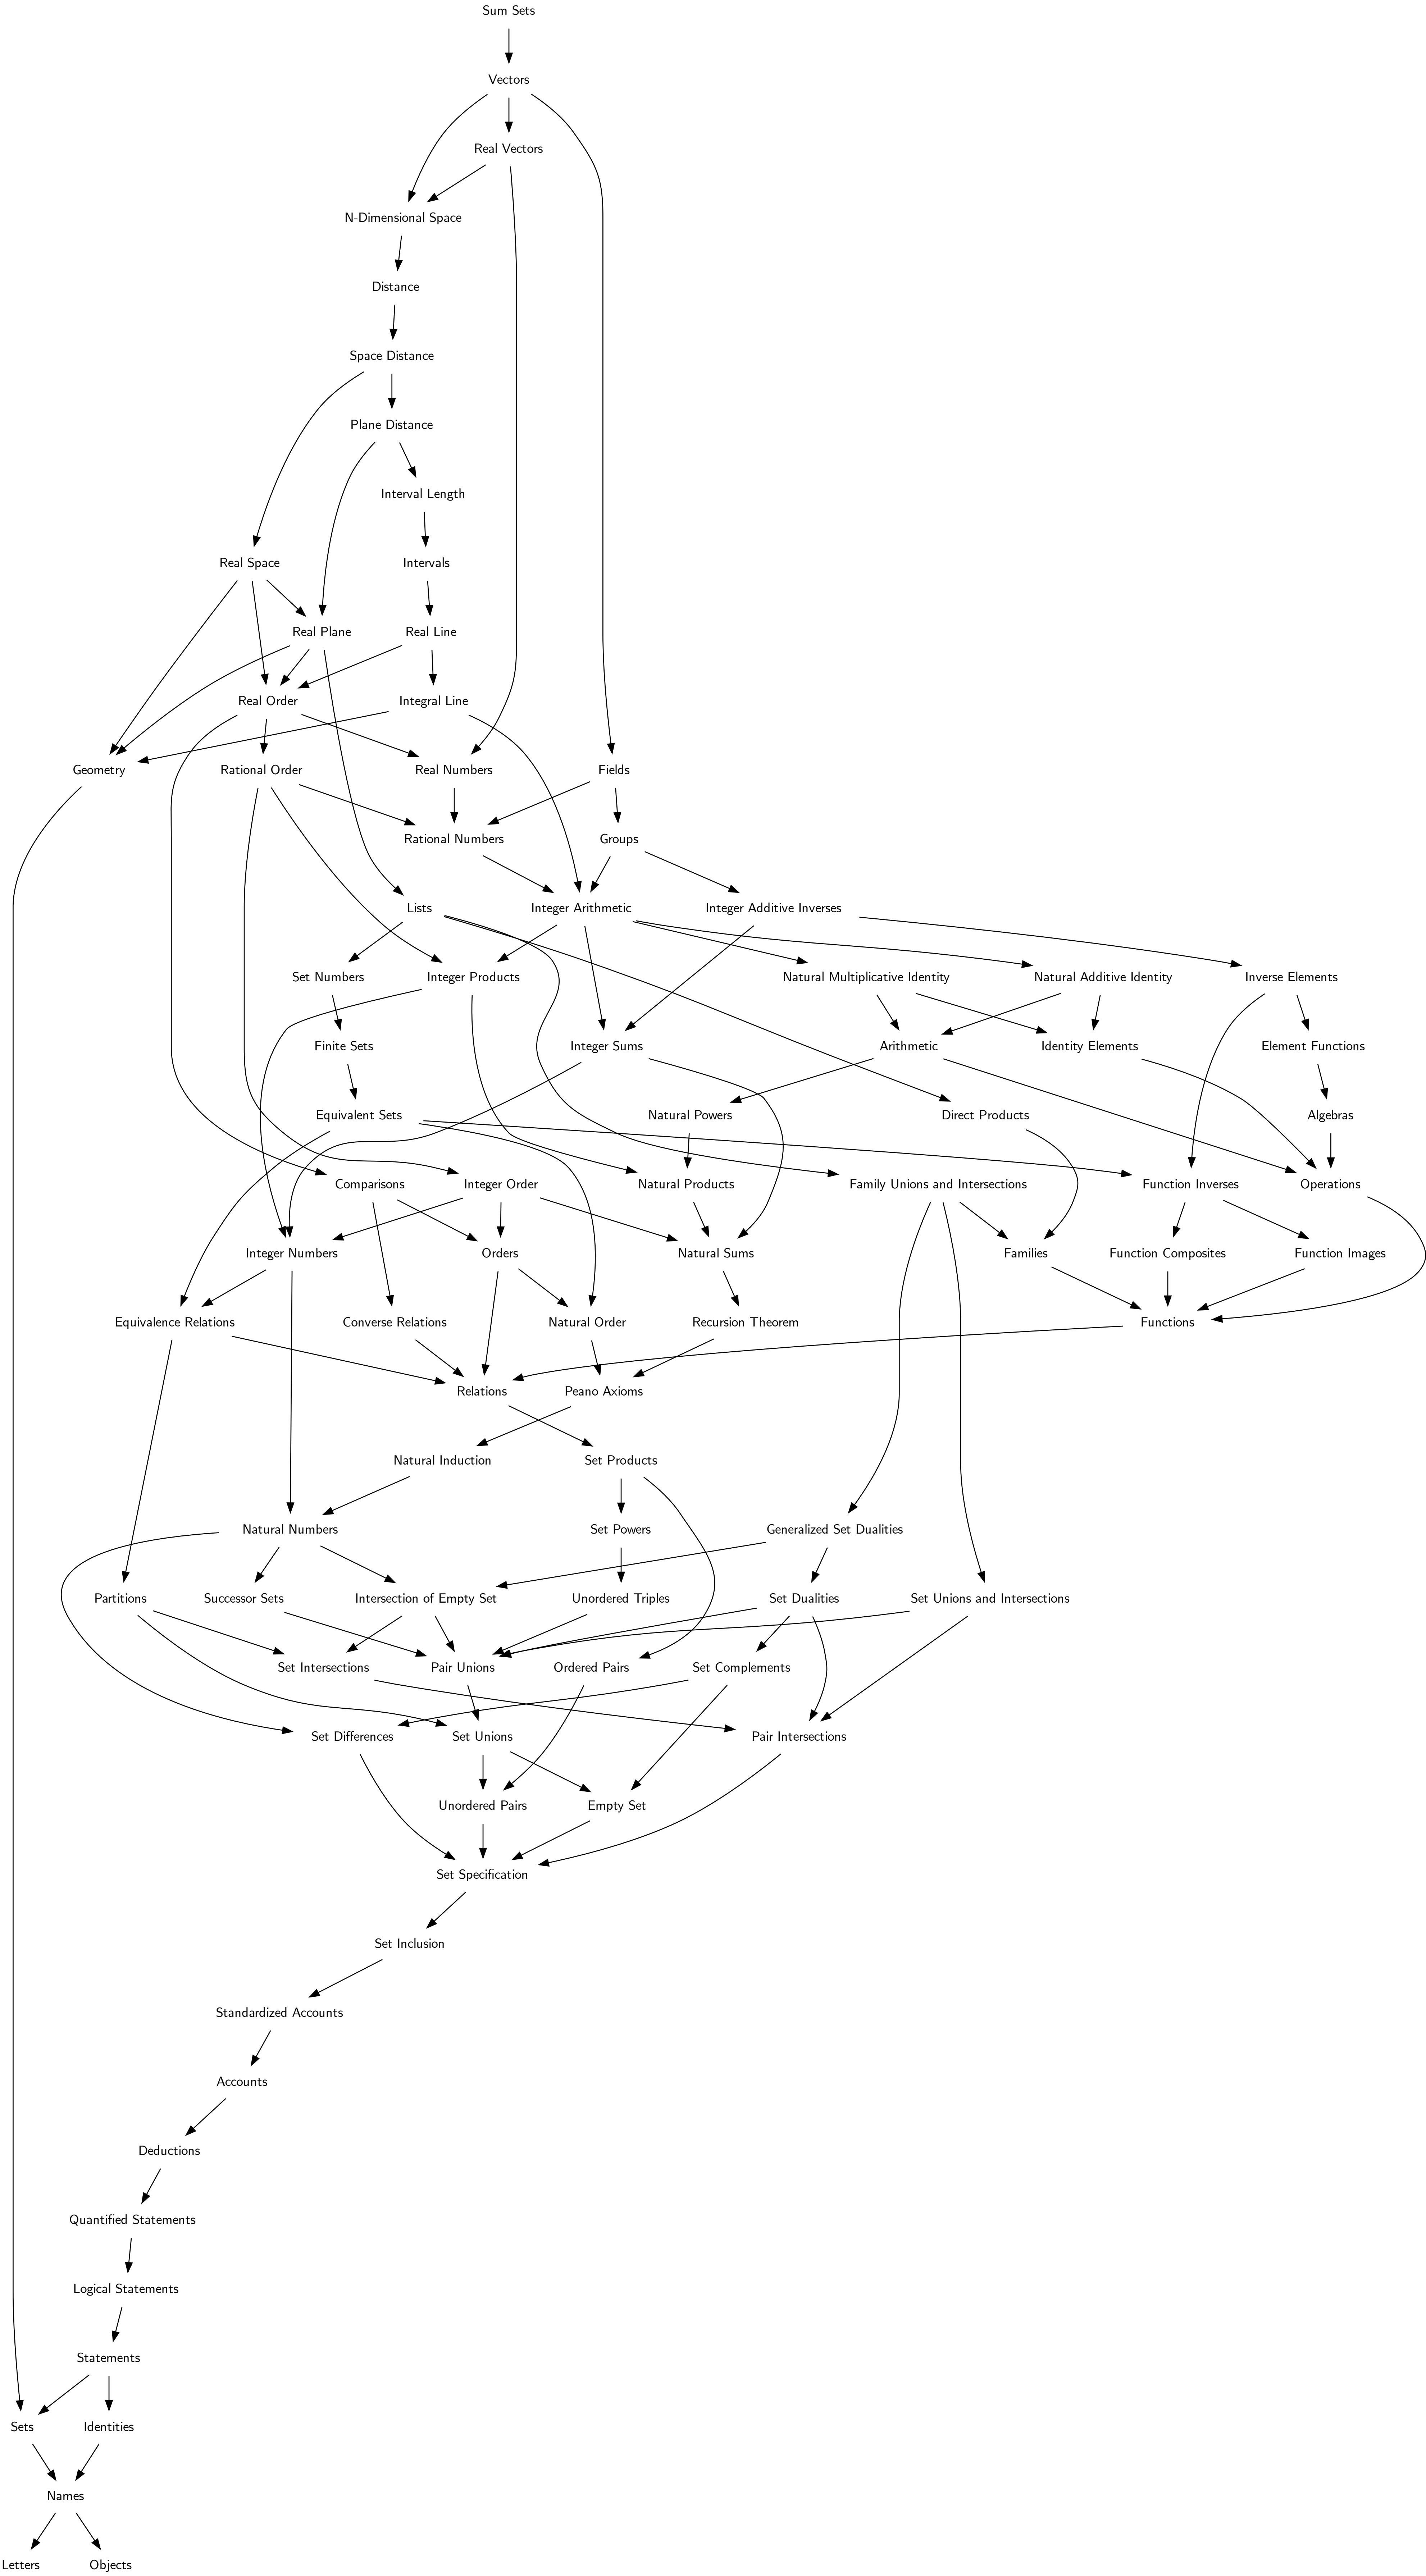 Sum Sets
Vectors
Real Vectors
N-Dimensional Space
Distance
Space Distance
Plane Distance
Interval Length
Real Space
Intervals
Real Plane
Real Line
Real Order
Integral Line
Geometry
Rational Order
Real Numbers
Fields
Rational Numbers
Groups
Lists
Integer Arithmetic
Integer Additive Inverses
Set Numbers
Integer Products
Natural Multiplicative Identity
Natural Additive Identity
Inverse Elements
Finite Sets
Integer Sums
Arithmetic
Identity Elements
Element Functions
Equivalent Sets
Natural Powers
Direct Products
Algebras
Comparisons
Integer Order
Natural Products
Family Unions and Intersections
Function Inverses
Operations
Integer Numbers
Orders
Natural Sums
Families
Function Composites
Function Images
Equivalence Relations
Converse Relations
Natural Order
Recursion Theorem
Functions
Relations
Peano Axioms
Natural Induction
Set Products
Natural Numbers
Set Powers
Generalized Set Dualities
Partitions
Successor Sets
Intersection of Empty Set
Unordered Triples
Set Dualities
Set Unions and Intersections
Set Intersections
Pair Unions
Ordered Pairs
Set Complements
Set Differences
Set Unions
Pair Intersections
Unordered Pairs
Empty Set
Set Specification
Set Inclusion
Standardized Accounts
Accounts
Deductions
Quantified Statements
Logical Statements
Statements
Sets
Identities
Names
Letters
Objects